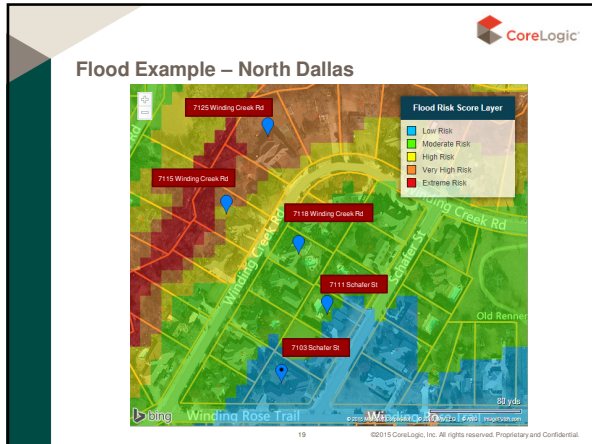 CoreLogic
Flood Example – North Dallas
+
−
7125 Winding Creek Rd
Flood Risk Score Layer
Low Risk
Moderate Risk
High Risk
Very High Risk
Extreme Risk
7115 Winding Creek Rd
7118 Winding Creek Rd
Winding Creek Rd
Winding Creek Rd
Schafer St
7111 Schafer St
Old Renner
7103 Schafer St
80 yds
bing
Winding Rose Trail
19
©2015 CoreLogic, Inc. All rights reserved. Proprietary and Confidential.